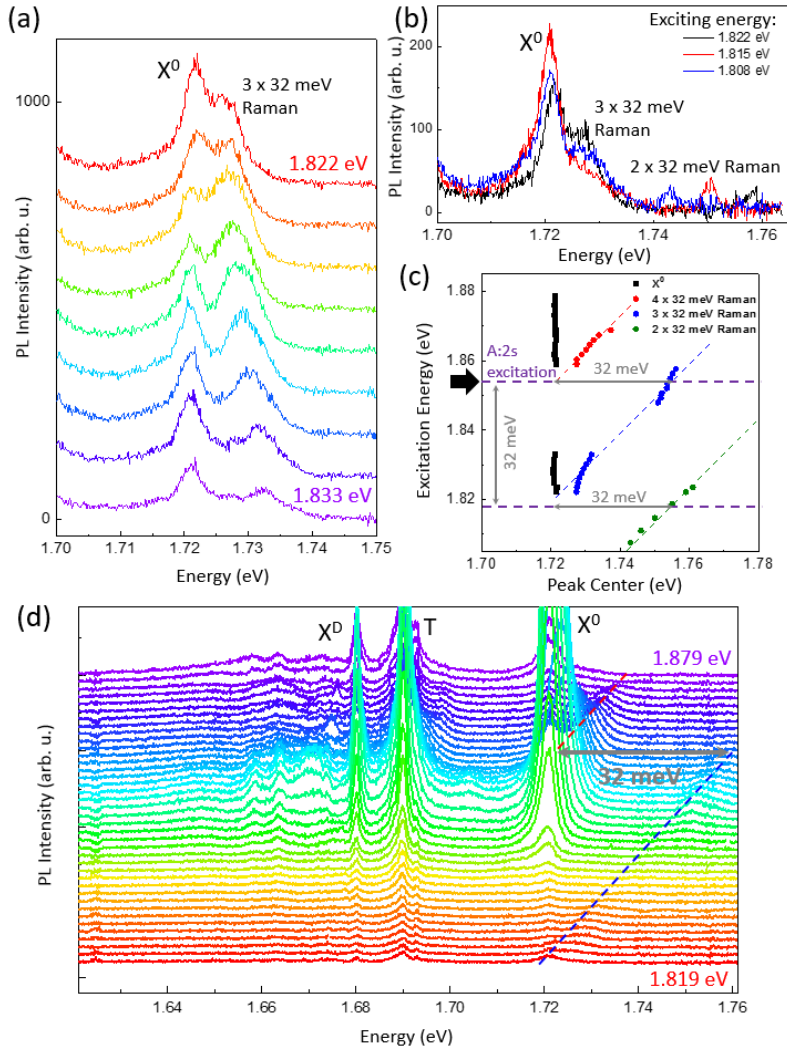 (a)
X⁰
3 x 32 meV
Raman
1.822 eV
1.833 eV
1000
0
PL Intensity (arb. u.)
1.70 1.71 1.72 1.73 1.74 1.75
Energy (eV)
(b)
Exciting energy:
1.822 eV
1.815 eV
1.808 eV
X⁰
3 x 32 meV
Raman
2 x 32 meV Raman
200
100
0
PL Intensity (arb. u.)
1.70 1.72 1.74 1.76
Energy (eV)
(c)
X⁰
4 x 32 meV Raman
3 x 32 meV Raman
2 x 32 meV Raman
A:2s
excitation
32 meV
32 meV
32 meV
1.88
1.86
1.84
1.82
Excitation Energy (eV)
1.70 1.72 1.74 1.76 1.78
Peak Center (eV)
(d)
Xᴰ
T
X⁰
1.879 eV
32 meV
1.819 eV
PL Intensity (arb. u.)
1.64 1.66 1.68 1.70 1.72 1.74 1.76
Energy (eV)